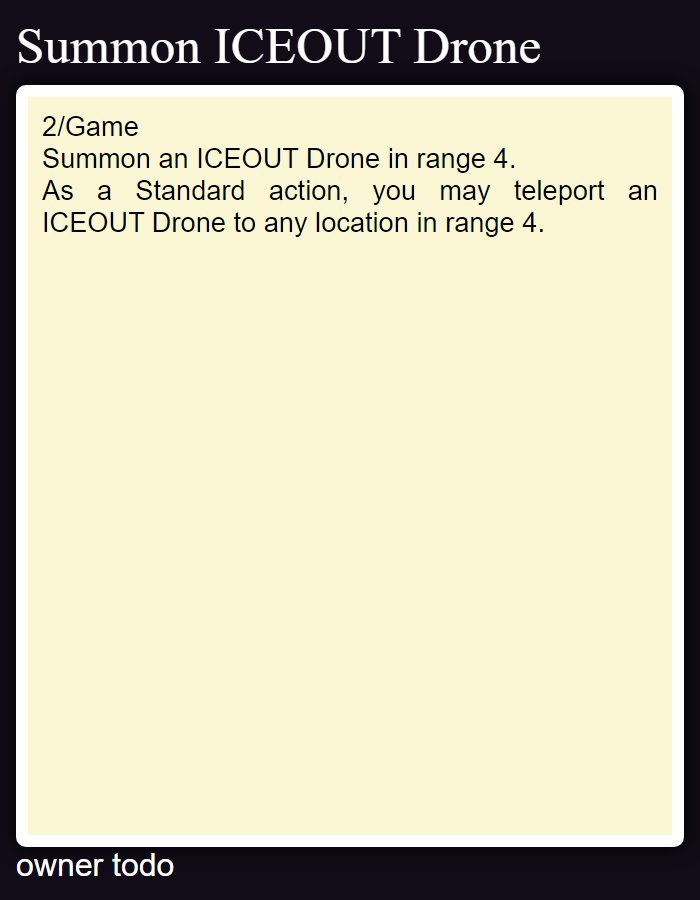 Summon ICEOUT Drone
2/Game
Summon an ICEOUT Drone in range 4.
As a Standard action, you may teleport an
ICEOUT Drone to any location in range 4.
owner todo